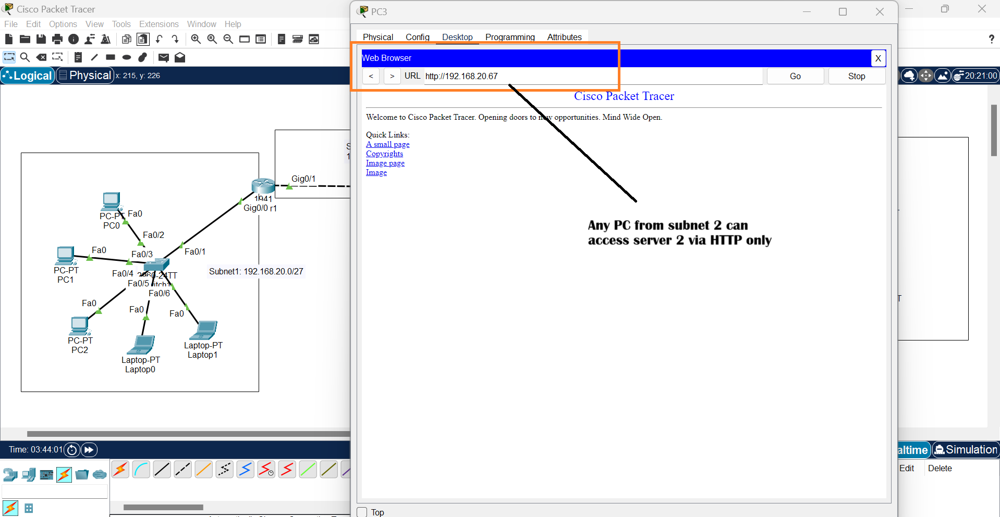 Cisco Packet Tracer
File Edit Options View Tools Extensions Window Help
?
Logical
Physical
x: 215, y: 226
20:21:00
PC3
Physical Config Desktop Programming Attributes
Web Browser
X
< > URL http://192.168.20.67 Go Stop
Cisco Packet Tracer
Welcome to Cisco Packet Tracer. Opening doors to new opportunities. Mind Wide Open.
Quick Links:
A small page
Copyrights
Image page
Image
Any PC from subnet 2 can
access server 2 via HTTP only
S
1
Gig0/1
1941
Gig0/0 r1
PC-PT
PC0
Fa0
Fa0/2
Fa0
Fa0/3
Fa0/1
PC-PT
PC1
Fa0/4
2960-24TT
Fa0/5
itch1
Fa0/6
Subnet1: 192.168.20.0/27
Fa0
Fa0
Fa0
PC-PT
PC2
Laptop-PT
Laptop0
Laptop-PT
Laptop1
T
Time: 03:44:01
altime
Simulation
Edit Delete
Top